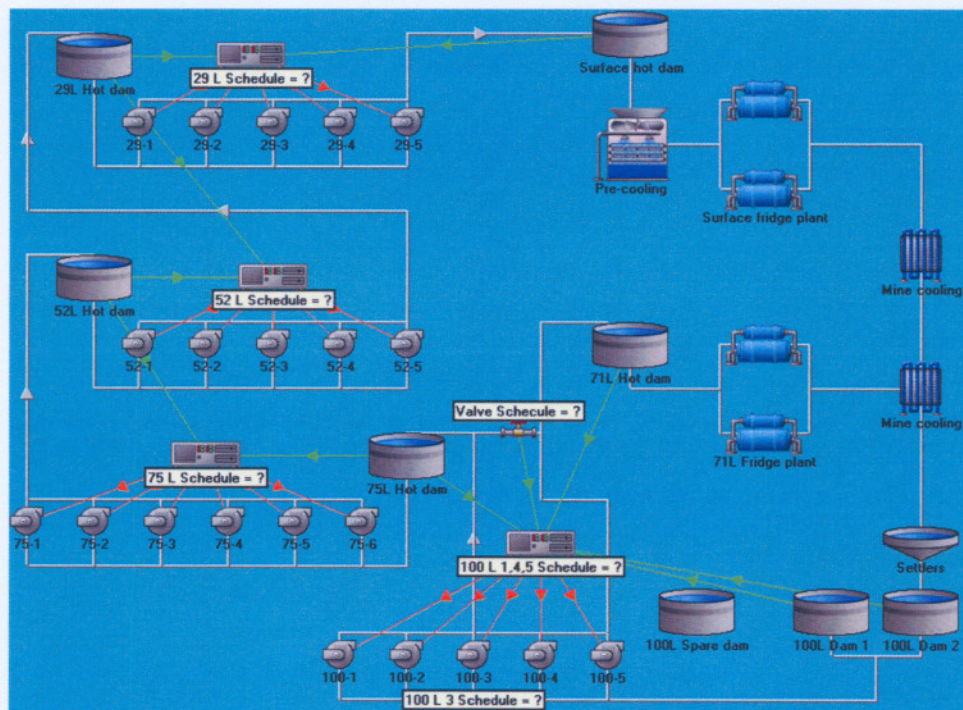 Surface hot dam
29L Hot dam
29 L Schedule = ?
29-1
29-2
29-3
29-4
29-5
Pre-cooling
Surface fridge plant
Mine cooling
52L Hot dam
52 L Schedule = ?
52-1
52-2
52-3
52-4
52-5
71L Hot dam
Mine cooling
Valve Schecule = ?
71L Fridge plant
75 L Schedule = ?
75L Hot dam
75-1
75-2
75-3
75-4
75-5
75-6
Settlers
100 L 1,4,5 Schedule = ?
100L Spare dam
100L Dam 1
100L Dam 2
100-1
100-2
100-3
100-4
100-5
100 L 3 Schedule = ?